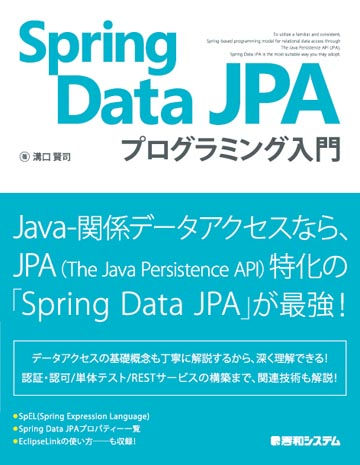 Spring
Data JPA
To utilize a familiar and consistent,
Spring-based programming model for relational data access through
The Java Persistence API (JPA),
Spring Data JPA is the most suitable way you may adopt.
プログラミング入門
著 溝口 賢司
Java-関係データアクセスなら、
JPA（The Java Persistence API）特化の
「Spring Data JPA」が最強！
データアクセスの基礎概念も丁寧に解説するから、深く理解できる！
認証・認可/単体テスト/RESTサービスの構築まで、関連技術も解説！
●SpEL(Spring Expression Language)
●Spring Data JPAプロパティー一覧
●EclipseLinkの使い方――も収録！
秀和システム